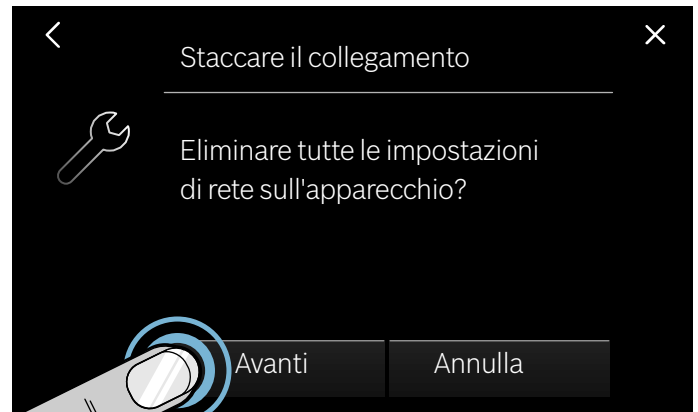 Staccare il collegamento
Eliminare tutte le impostazioni
di rete sull'apparecchio?
Avanti
Annulla